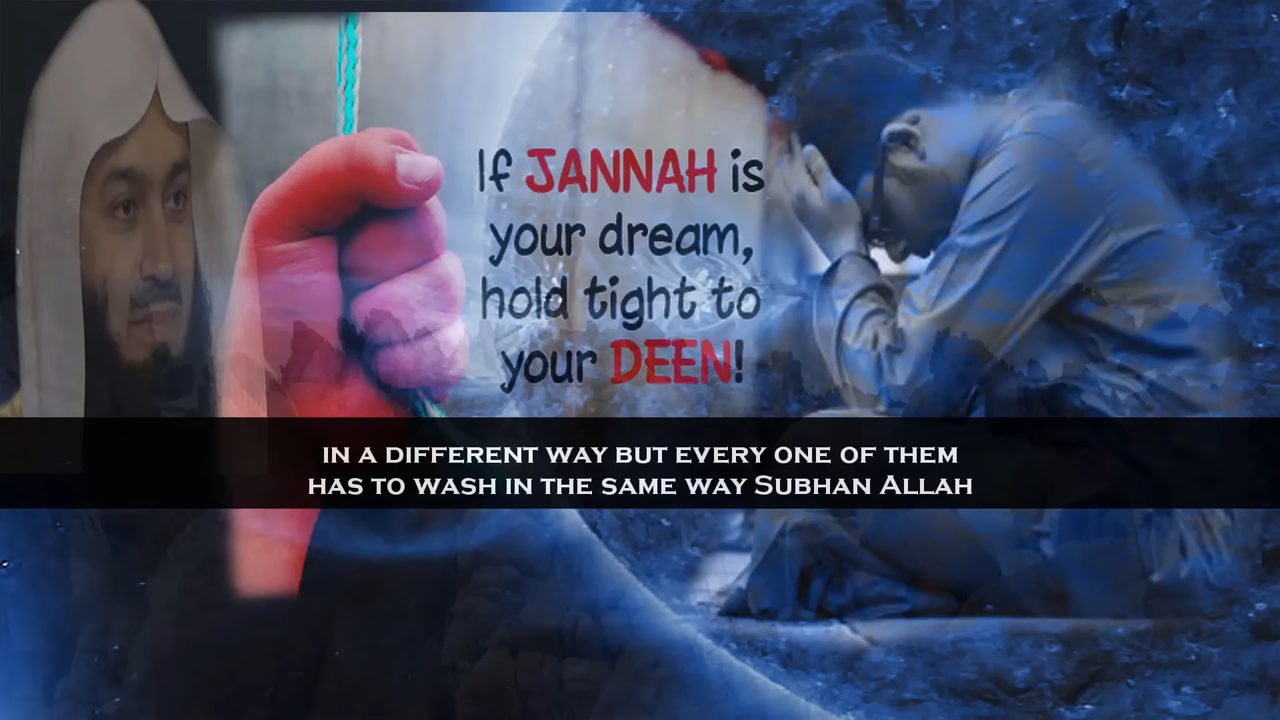 If JANNAH is
your dream,
hold tight to
your DEEN!
IN A DIFFERENT WAY BUT EVERY ONE OF THEM
HAS TO WASH IN THE SAME WAY SUBHAN ALLAH